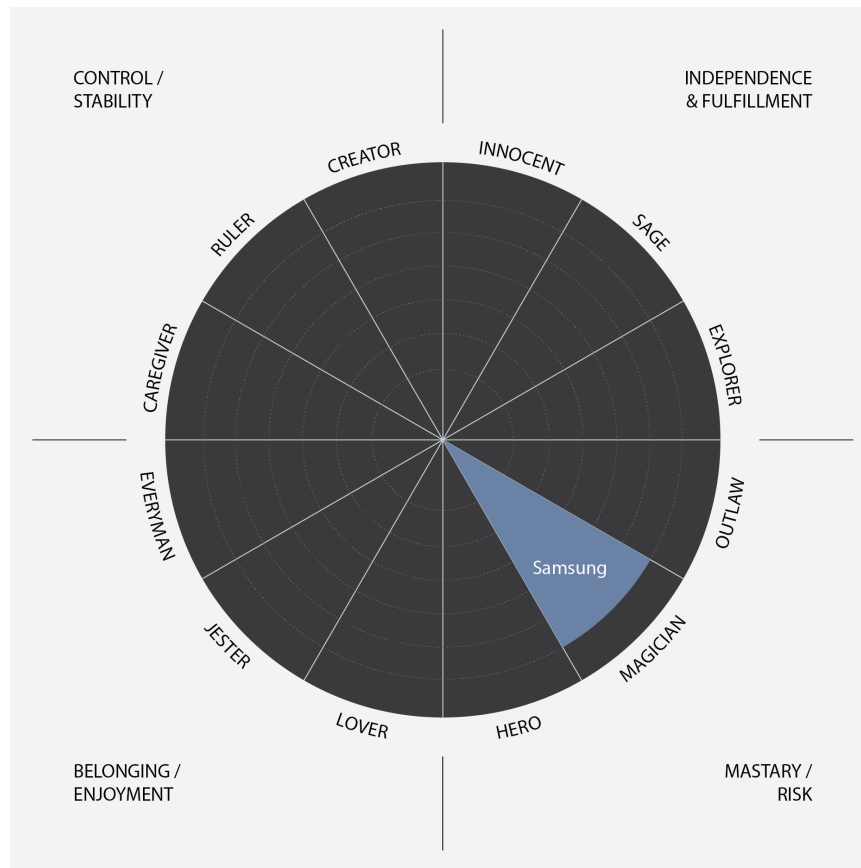 CONTROL /
STABILITY
INDEPENDENCE
& FULFILLMENT
CREATOR
INNOCENT
RULER
SAGE
CAREGIVER
EXPLORER
EVERYMAN
OUTLAW
Samsung
JESTER
MAGICIAN
LOVER
HERO
BELONGING /
ENJOYMENT
MASTARY /
RISK